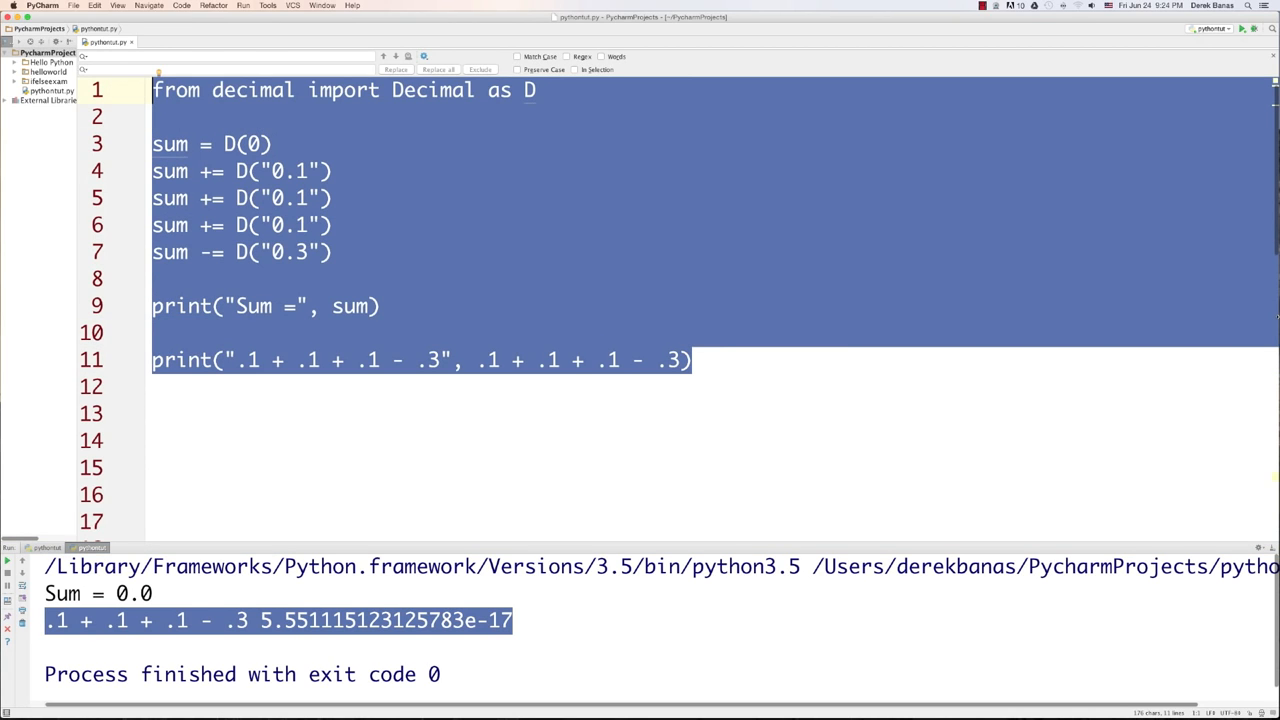 PyCharm File Edit View Navigate Code Refactor Run Tools VCS Window Help 10 Fri Jun 24 9:24 PM Derek Banas
pythontut.py - PycharmProjects - [~/PycharmProjects]
PycharmProjects pythontut.py pythontut
pythontut.py ×
PycharmProject
Hello Python
helloworld
ifelseexam
pythontut.py
External Librarie
Match Case Regex Words
Replace Replace all Exclude Preserve Case In Selection
1 from decimal import Decimal as D
2
3 sum = D(0)
4 sum += D("0.1")
5 sum += D("0.1")
6 sum += D("0.1")
7 sum -= D("0.3")
8
9 print("Sum =", sum)
10
11 print(".1 + .1 + .1 - .3", .1 + .1 + .1 - .3)
12
13
14
15
16
17
Run: pythontut pythontut
/Library/Frameworks/Python.framework/Versions/3.5/bin/python3.5 /Users/derekbanas/PycharmProjects/pytho
Sum = 0.0
.1 + .1 + .1 - .3 5.551115123125783e-17
Process finished with exit code 0
176 chars, 11 lines 1:1 LF÷ UTF-8÷